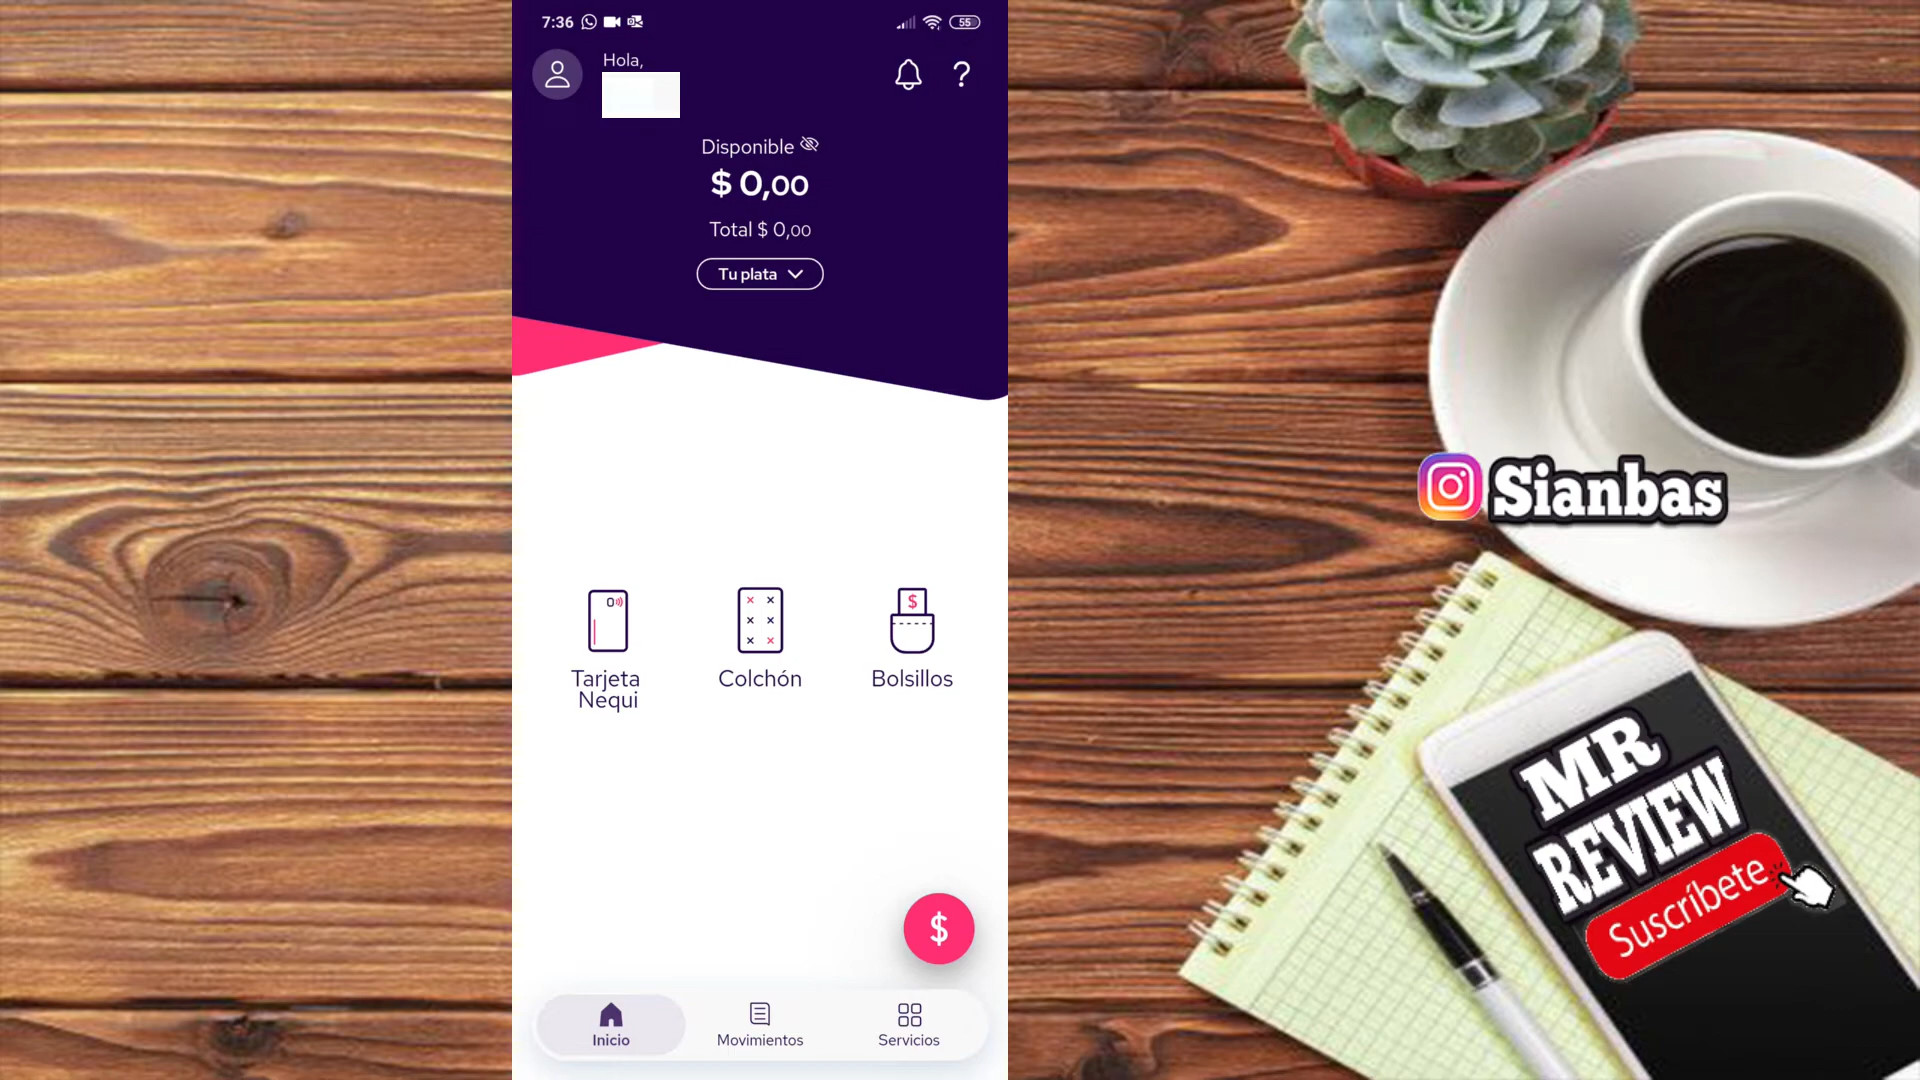 7:36
55
Hola,
Disponible
$ 0,00
Total $ 0,00
Tu plata
Tarjeta
Nequi
Colchón
Bolsillos
$
Inicio
Movimientos
Servicios
Sianbas
MR
REVIEW
Suscríbete